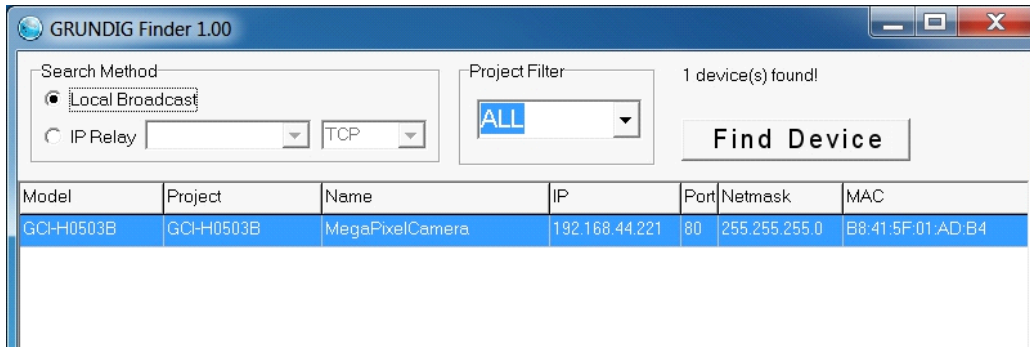 GRUNDIG Finder 1.00
Search Method
Local Broadcast
IP Relay
TCP
Project Filter
ALL
1 device(s) found!
Find Device
Model Project Name IP Port Netmask MAC
GCI-H0503B GCI-H0503B MegaPixelCamera 192.168.44.221 80 255.255.255.0 B8:41:5F:01:AD:B4